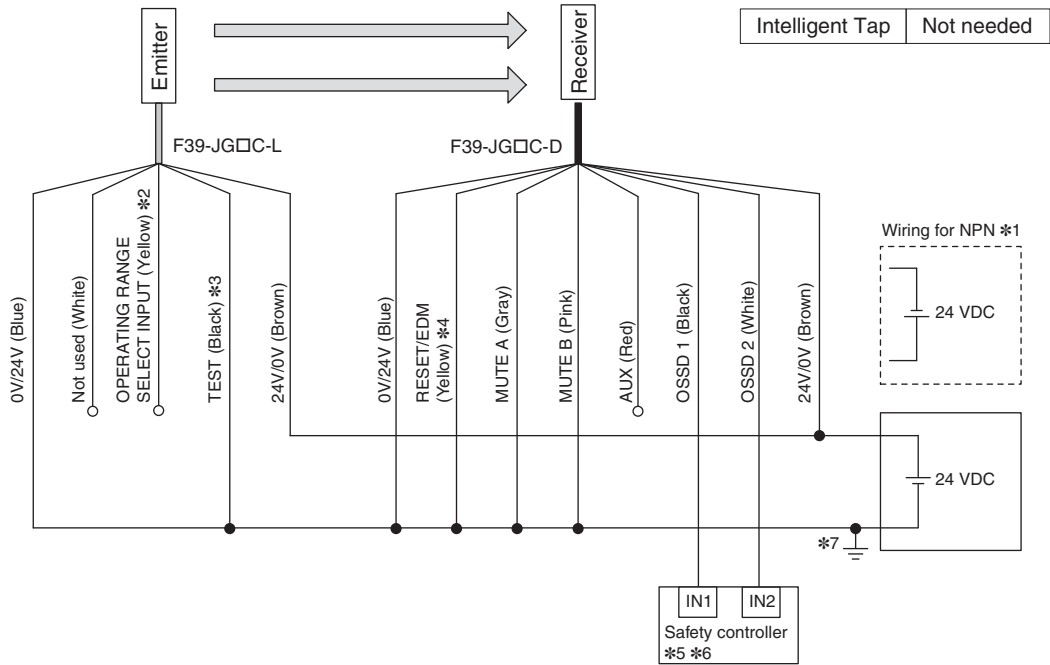 Emitter
Receiver
Intelligent Tap Not needed
F39-JG□C-L
F39-JG□C-D
0V/24V (Blue)
Not used (White)
OPERATING RANGE
SELECT INPUT (Yellow) ✱2
TEST (Black) ✱3
24V/0V (Brown)
0V/24V (Blue)
RESET/EDM
(Yellow) ✱4
MUTE A (Gray)
MUTE B (Pink)
AUX (Red)
OSSD 1 (Black)
OSSD 2 (White)
24V/0V (Brown)
Wiring for NPN ✱1
24 VDC
24 VDC
✱7
IN1 IN2
Safety controller
✱5 ✱6